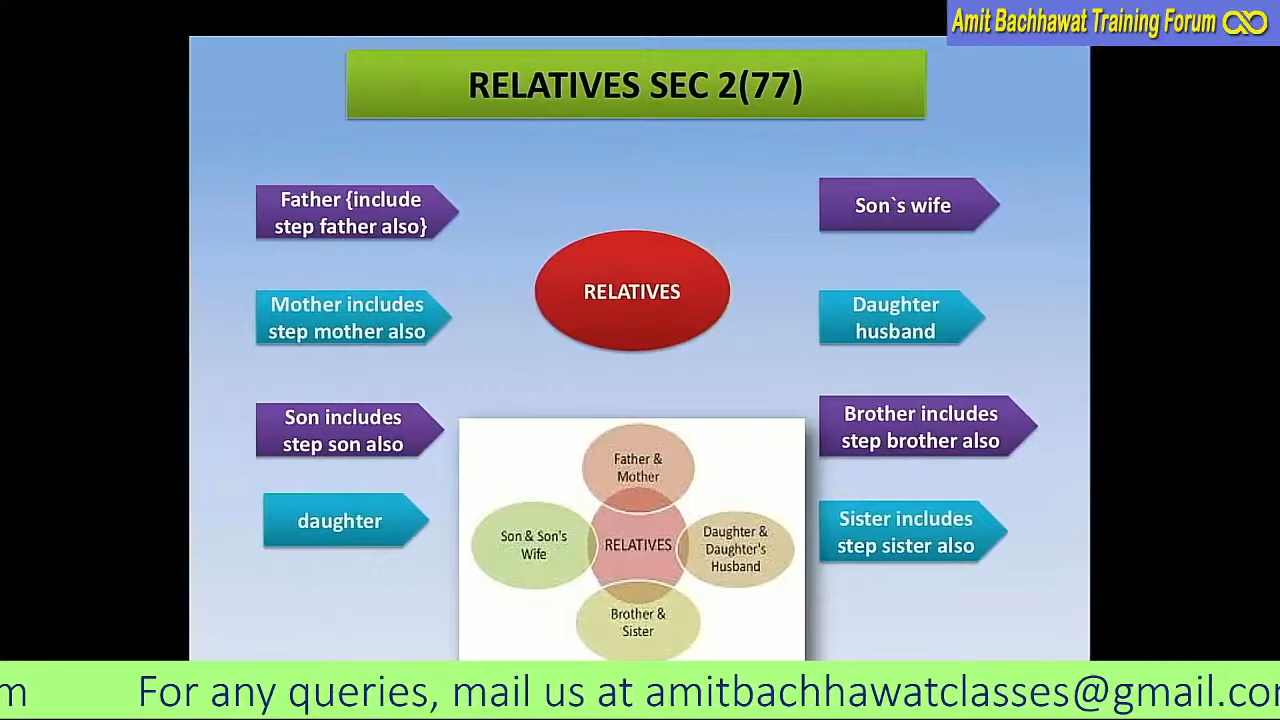 Amit Bachhawat Training Forum
RELATIVES SEC 2(77)
Father {include
step father also}
Mother includes
step mother also
Son includes
step son also
daughter
RELATIVES
Son`s wife
Daughter
husband
Brother includes
step brother also
Sister includes
step sister also
Father &
Mother
Son & Son's
Wife
RELATIVES
Daughter &
Daughter's
Husband
Brother &
Sister
m For any queries, mail us at amitbachhawatclasses@gmail.co